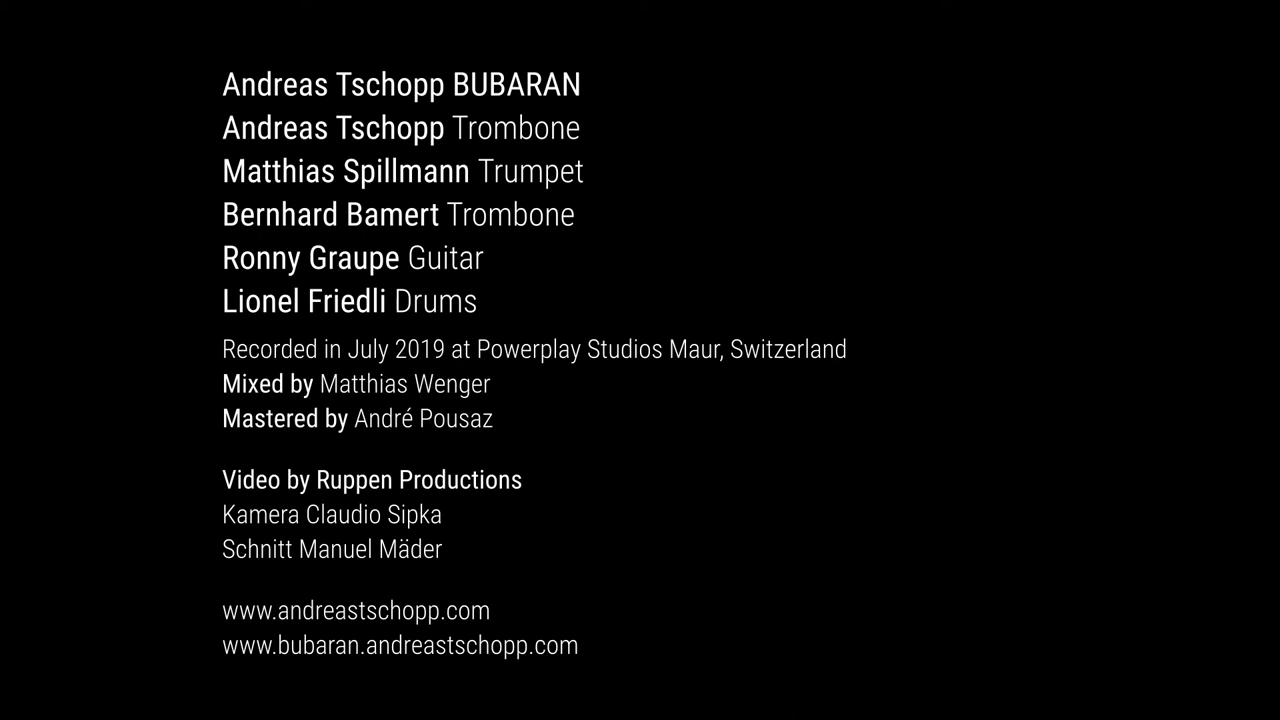 Andreas Tschopp BUBARAN
Andreas Tschopp Trombone
Matthias Spillmann Trumpet
Bernhard Bamert Trombone
Ronny Graupe Guitar
Lionel Friedli Drums
Recorded in July 2019 at Powerplay Studios Maur, Switzerland
Mixed by Matthias Wenger
Mastered by André Pousaz
Video by Ruppen Productions
Kamera Claudio Sipka
Schnitt Manuel Mäder
www.andreastschopp.com
www.bubaran.andreastschopp.com